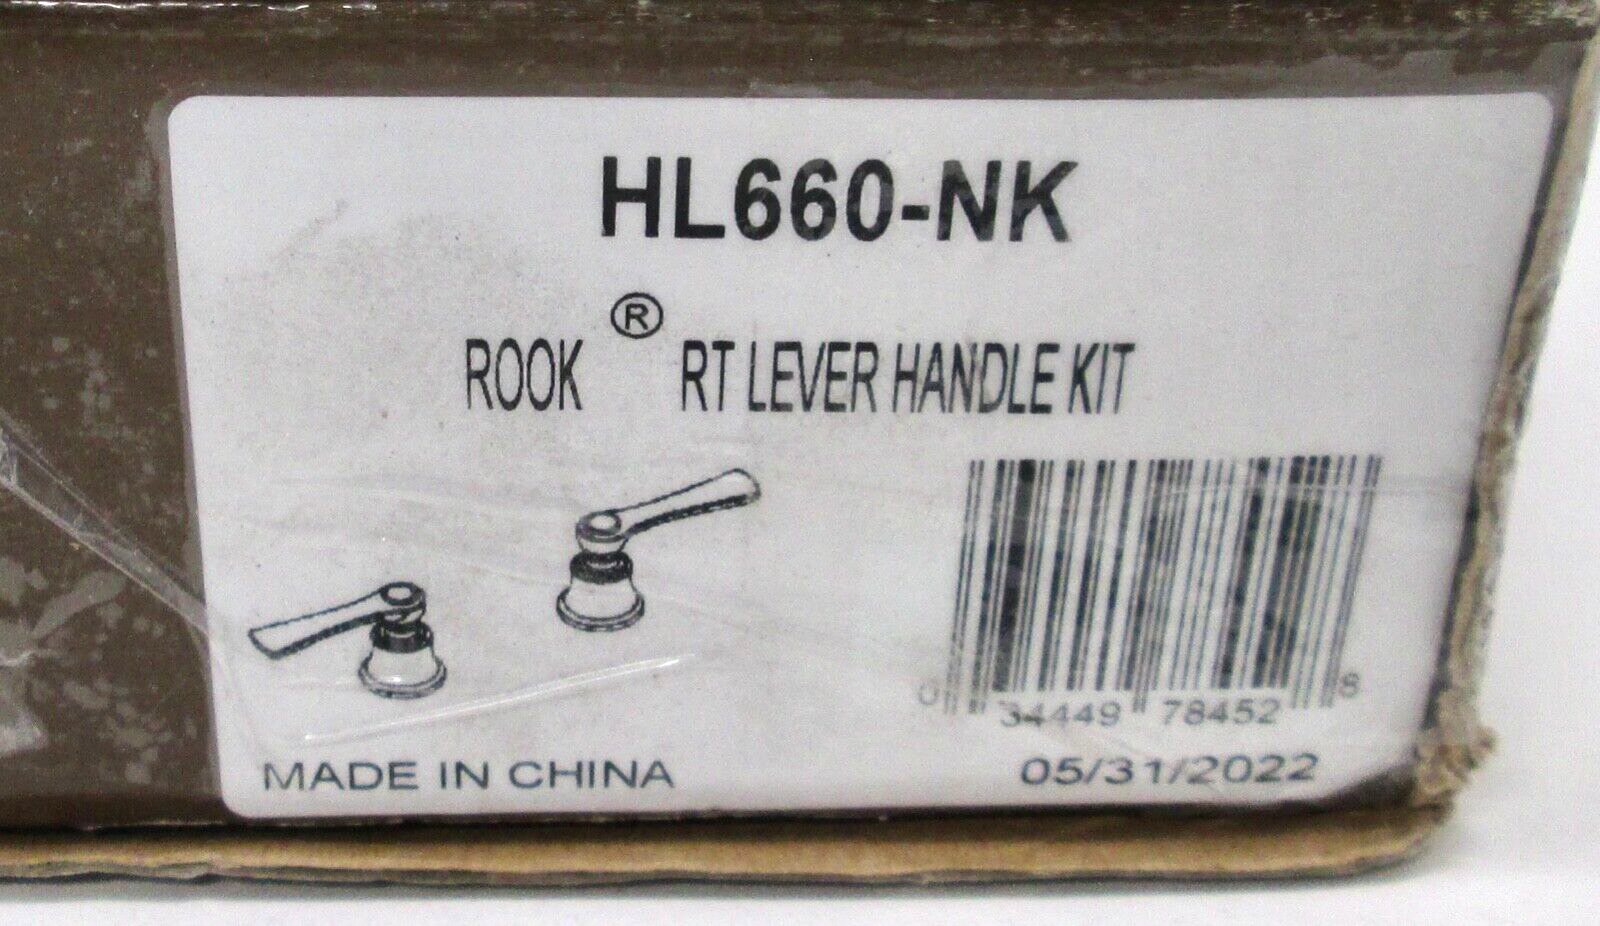 HL660-NK
ROOK ® RT LEVER HANDLE KIT
0 34449 78452 8
MADE IN CHINA
05/31/2022